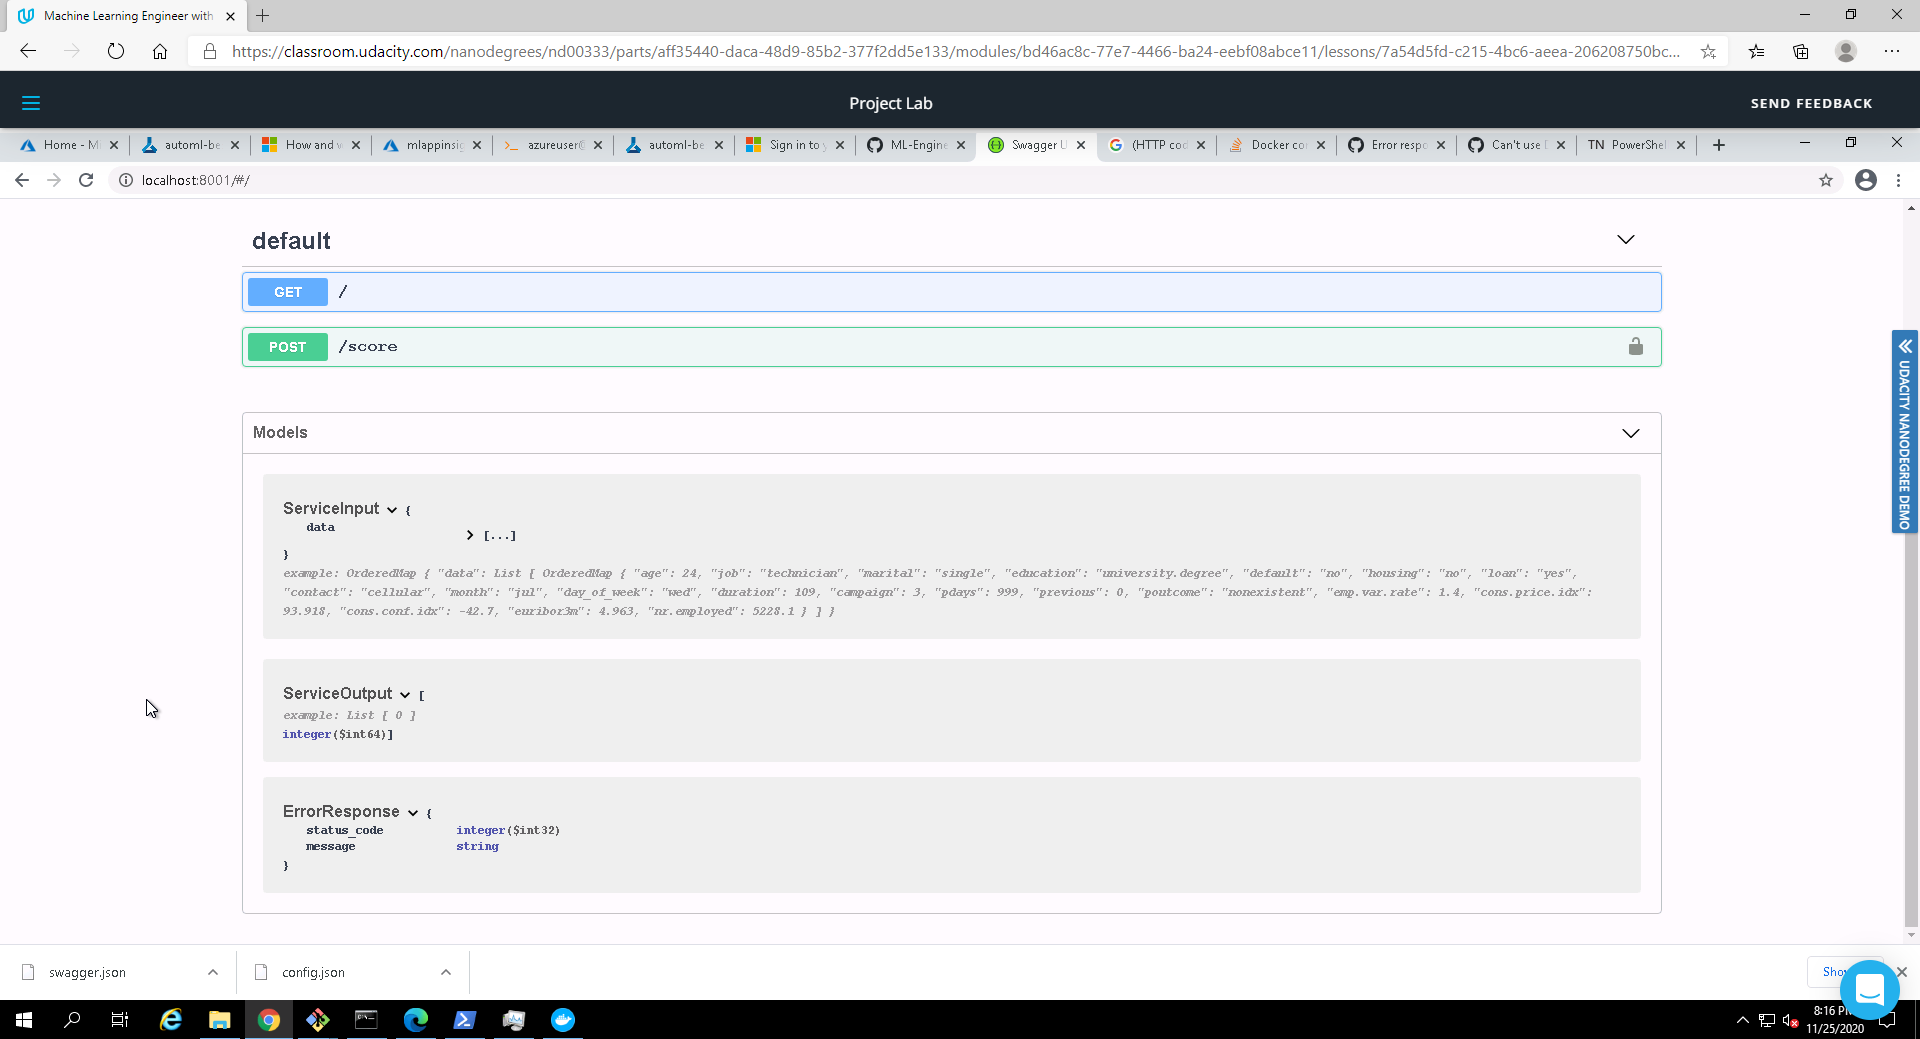 Machine Learning Engineer with
https://classroom.udacity.com/nanodegrees/nd00333/parts/aff35440-daca-48d9-85b2-377f2dd5e133/modules/bd46ac8c-77e7-4466-ba24-eebf08abce11/lessons/7a54d5fd-c215-4bc6-aeea-206208750bc...
Project Lab
SEND FEEDBACK
Home - M
automl-be
How and v
mlappinsig
azureuser@
automl-be
Sign in to y
ML-Engine
Swagger U
(HTTP cod
Docker co
Error respo
Can't use
TN PowerShel
localhost:8001/#/
default
GET /
POST /score
UDACITY NANODEGREE DEMO
Models
ServiceInput {
data
[...]
}
example: OrderedMap { "data": List [ OrderedMap { "age": 24, "job": "technician", "marital": "single", "education": "university.degree", "default": "no", "housing": "no", "loan": "yes",
"contact": "cellular", "month": "jul", "day_of_week": "wed", "duration": 109, "campaign": 3, "pdays": 999, "previous": 0, "poutcome": "nonexistent", "emp.var.rate": 1.4, "cons.price.idx":
93.918, "cons.conf.idx": -42.7, "euribor3m": 4.963, "nr.employed": 5228.1 } ] }
ServiceOutput [
example: List [ 0 ]
integer($int64)]
ErrorResponse {
status_code integer($int32)
message string
}
swagger.json
config.json
Sho
8:16 P
11/25/2020